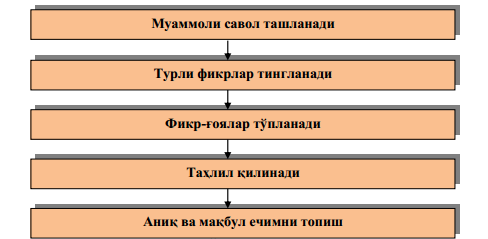 Муаммоли савол ташланади
Турли фикрлар тингланади
Фикр-ғоялар тўпланади
Таҳлил қилинади
Аниқ ва мақбул ечимни топиш